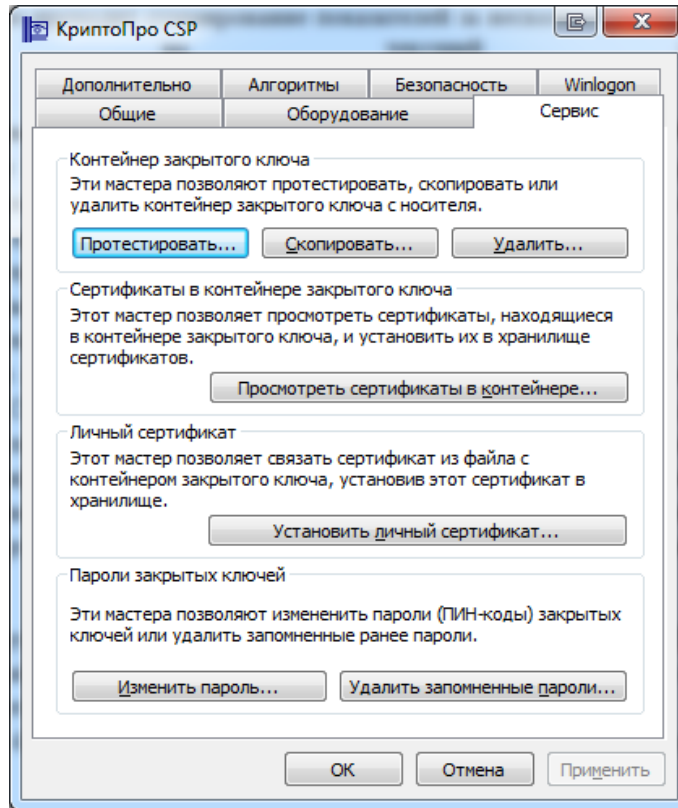 КриптоПро CSP
Дополнительно Алгоритмы Безопасность Winlogon
Общие Оборудование Сервис
Контейнер закрытого ключа
Эти мастера позволяют протестировать, скопировать или
удалить контейнер закрытого ключа с носителя.
Протестировать... Скопировать... Удалить...
Сертификаты в контейнере закрытого ключа
Этот мастер позволяет просмотреть сертификаты, находящиеся
в контейнере закрытого ключа, и установить их в хранилище
сертификатов.
Просмотреть сертификаты в контейнере...
Личный сертификат
Этот мастер позволяет связать сертификат из файла с
контейнером закрытого ключа, установив этот сертификат в
хранилище.
Установить личный сертификат...
Пароли закрытых ключей
Эти мастера позволяют измененить пароли (ПИН-коды) закрытых
ключей или удалить запомненные ранее пароли.
Изменить пароль... Удалить запомненные пароли...
ОК Отмена Применить